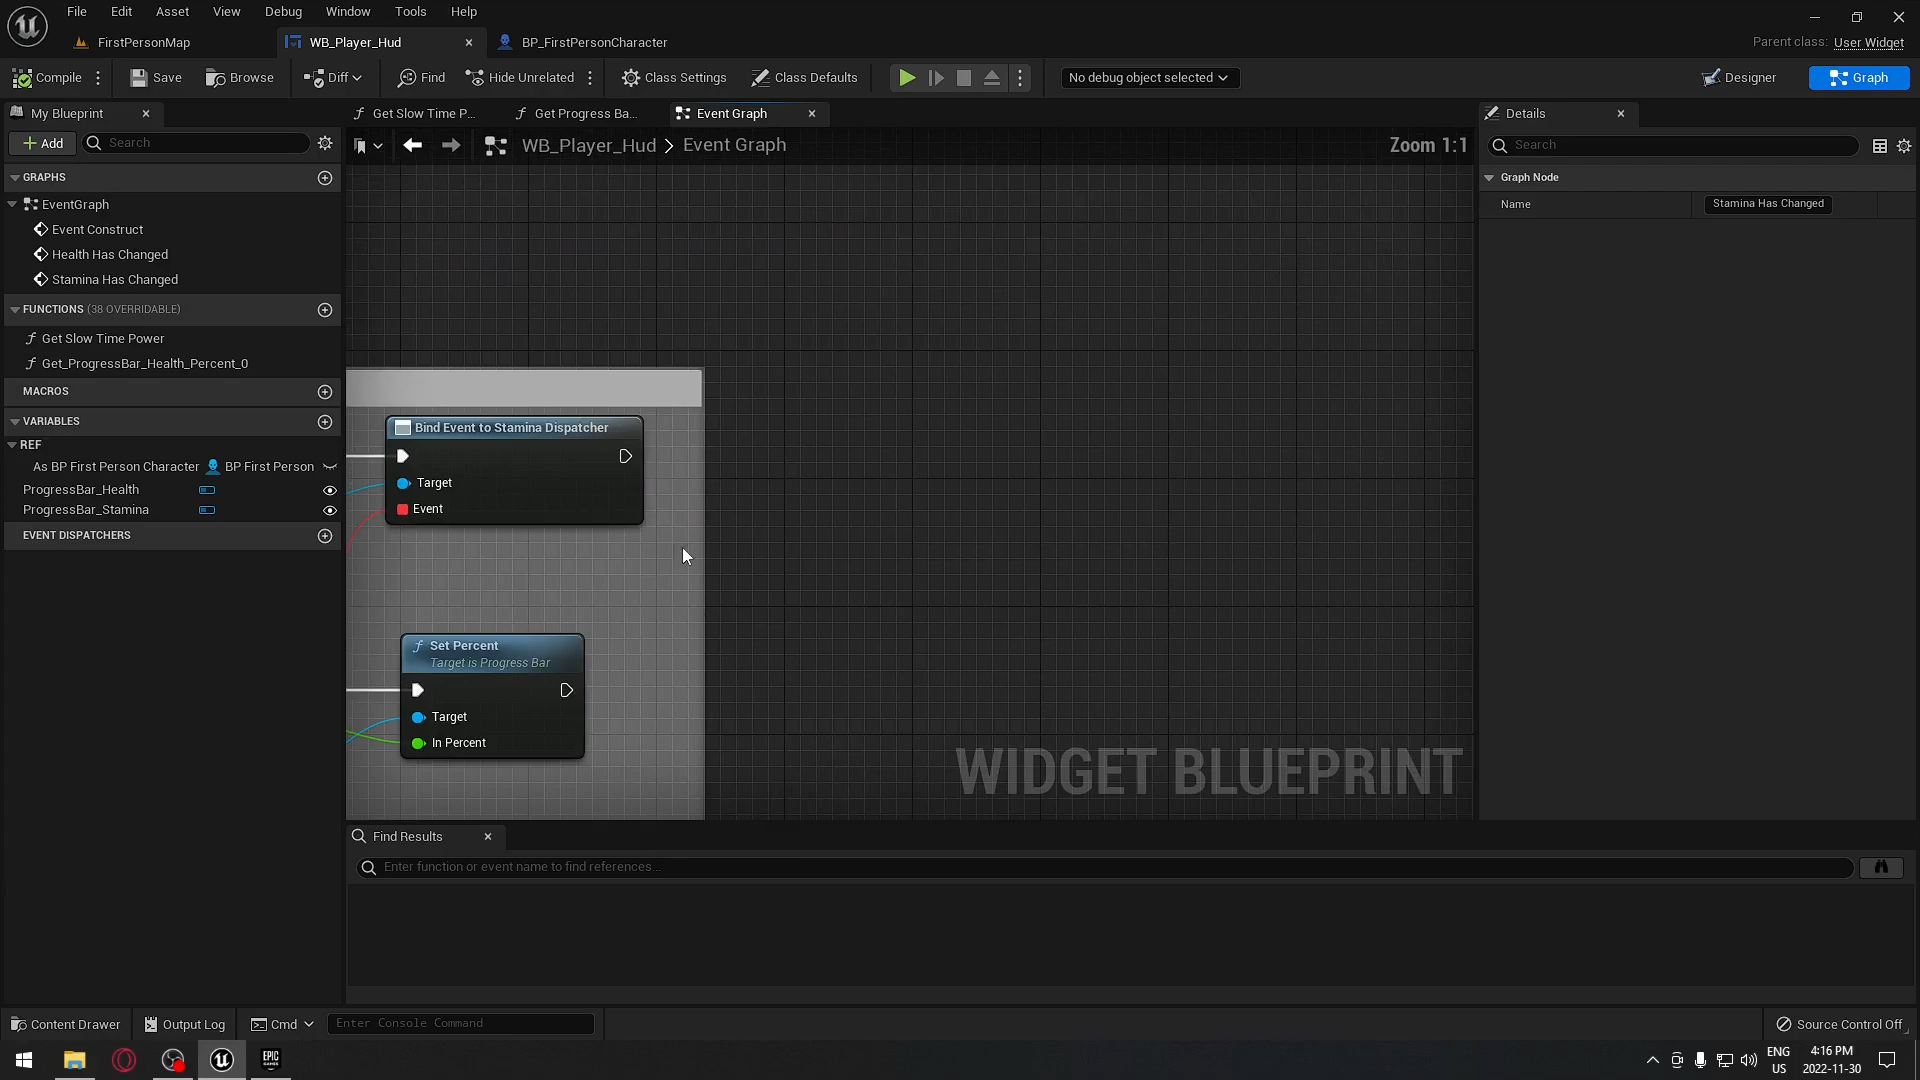 File Edit Asset View Debug Window Tools Help
FirstPersonMap WB_Player_Hud BP_FirstPersonCharacter
Parent class: User Widget
Compile Save Browse Diff Find Hide Unrelated Class Settings Class Defaults No debug object selected Designer Graph
My Blueprint Get Slow Time P... Get Progress Ba... Event Graph Details
Add Search WB_Player_Hud Event Graph Zoom 1:1 Search
GRAPHS
EventGraph
Event Construct
Health Has Changed
Stamina Has Changed
FUNCTIONS (38 OVERRIDABLE)
Get Slow Time Power
Get_ProgressBar_Health_Percent_0
MACROS
VARIABLES
REF
As BP First Person Character BP First Person
ProgressBar_Health
ProgressBar_Stamina
EVENT DISPATCHERS
Bind Event to Stamina Dispatcher
Target
Event
Set Percent
Target is Progress Bar
Target
In Percent
WIDGET BLUEPRINT
Graph Node
Name Stamina Has Changed
Find Results
Enter function or event name to find references...
Content Drawer Output Log Cmd Enter Console Command Source Control Off
EPIC
GAMES
ENG
US
4:16 PM
2022-11-30